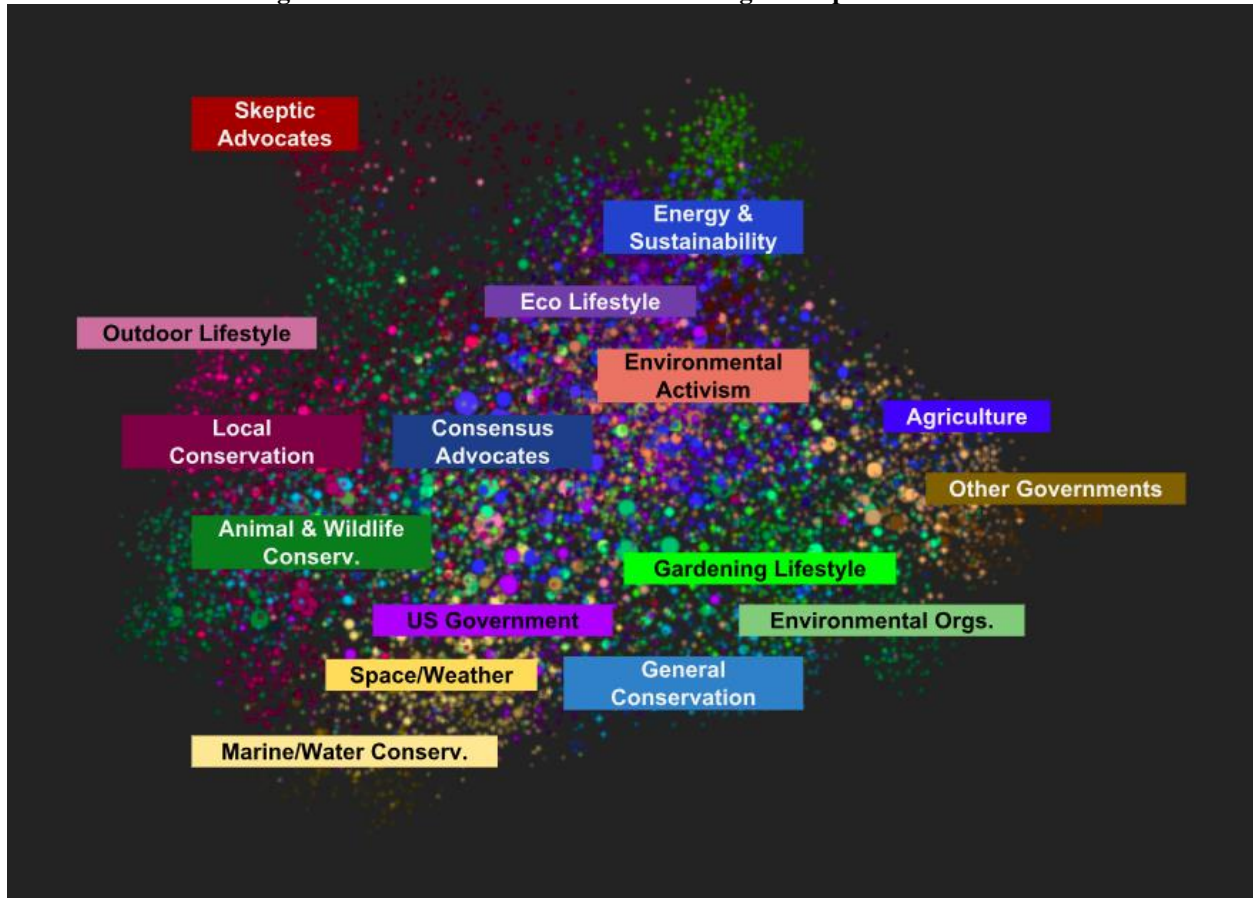 Skeptic
Advocates
Energy &
Sustainability
Eco Lifestyle
Outdoor Lifestyle
Environmental
Activism
Agriculture
Local
Conservation
Consensus
Advocates
Other Governments
Animal & Wildlife
Conserv.
Gardening Lifestyle
US Government
Environmental Orgs.
Space/Weather
General
Conservation
Marine/Water Conserv.